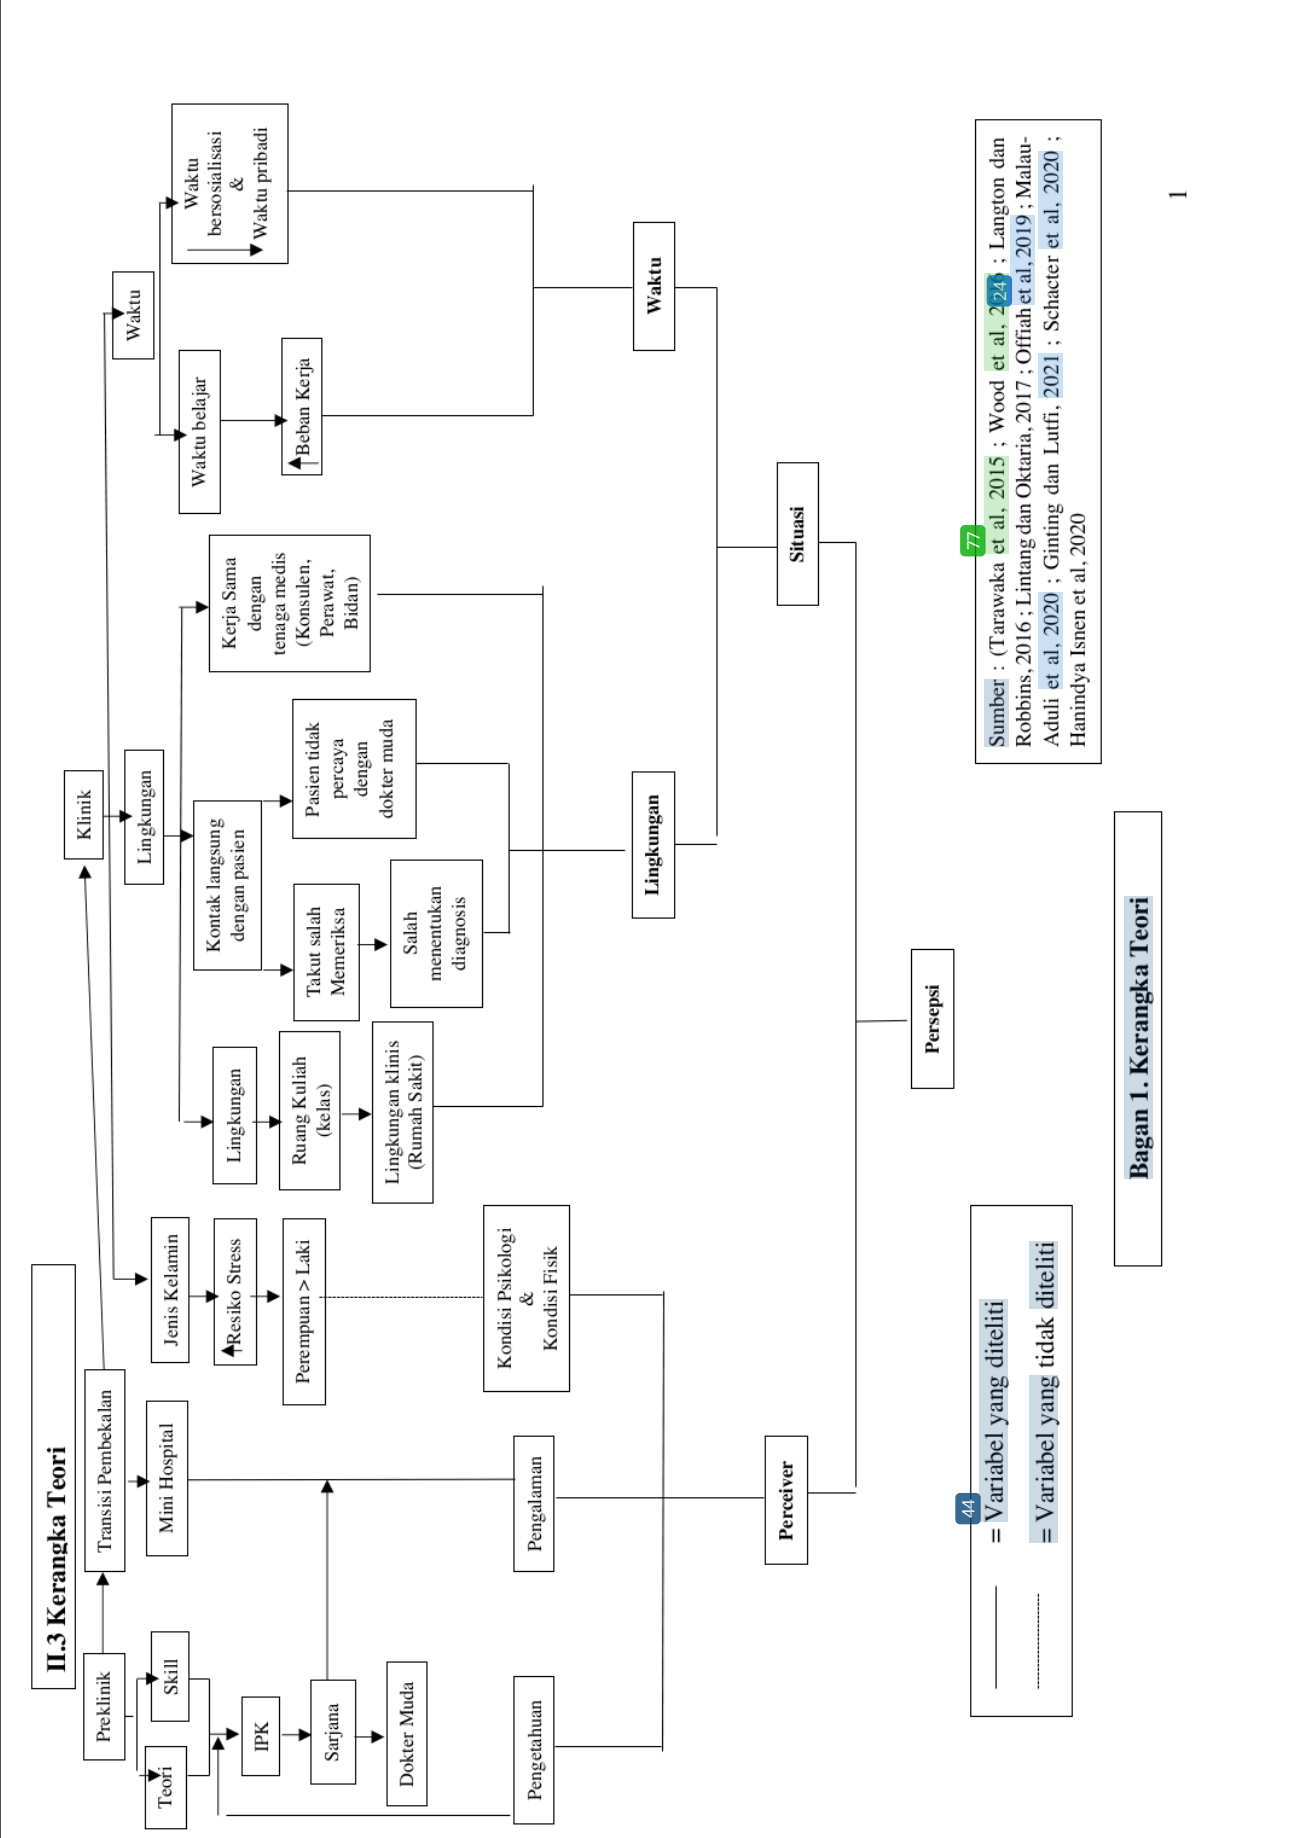 II.3 Kerangka Teori
Preklinik
Transisi Pembekalan
Klinik
Teori
Skill
IPK
Sarjana
Dokter Muda
Pengetahuan
Mini Hospital
Pengalaman
Jenis Kelamin
Resiko Stress
Perempuan > Laki
Kondisi Psikologi
&
Kondisi Fisik
Lingkungan
Lingkungan
Ruang Kuliah
(kelas)
Lingkungan klinis
(Rumah Sakit)
Kontak langsung
dengan pasien
Takut salah
Memeriksa
Salah
menentukan
diagnosis
Pasien tidak
percaya
dengan
dokter muda
Kerja Sama
dengan
tenaga medis
(Konsulen,
Perawat,
Bidan)
Waktu
Waktu belajar
Beban Kerja
Waktu
bersosialisasi
&
Waktu pribadi
Lingkungan
Waktu
Perceiver
Situasi
Persepsi
44
= Variabel yang diteliti
= Variabel yang tidak diteliti
77
246
Sumber : (Tarawaka et al, 2015 ; Wood et al, ; Langton dan
Robbins, 2016 ; Lintang dan Oktaria, 2017 ; Offiah et al, 2019 ; Malau-
Aduli et al, 2020 ; Ginting dan Lutfi, 2021 ; Schacter et al, 2020 ;
Hanindya Isnen et al, 2020
Bagan 1. Kerangka Teori
1